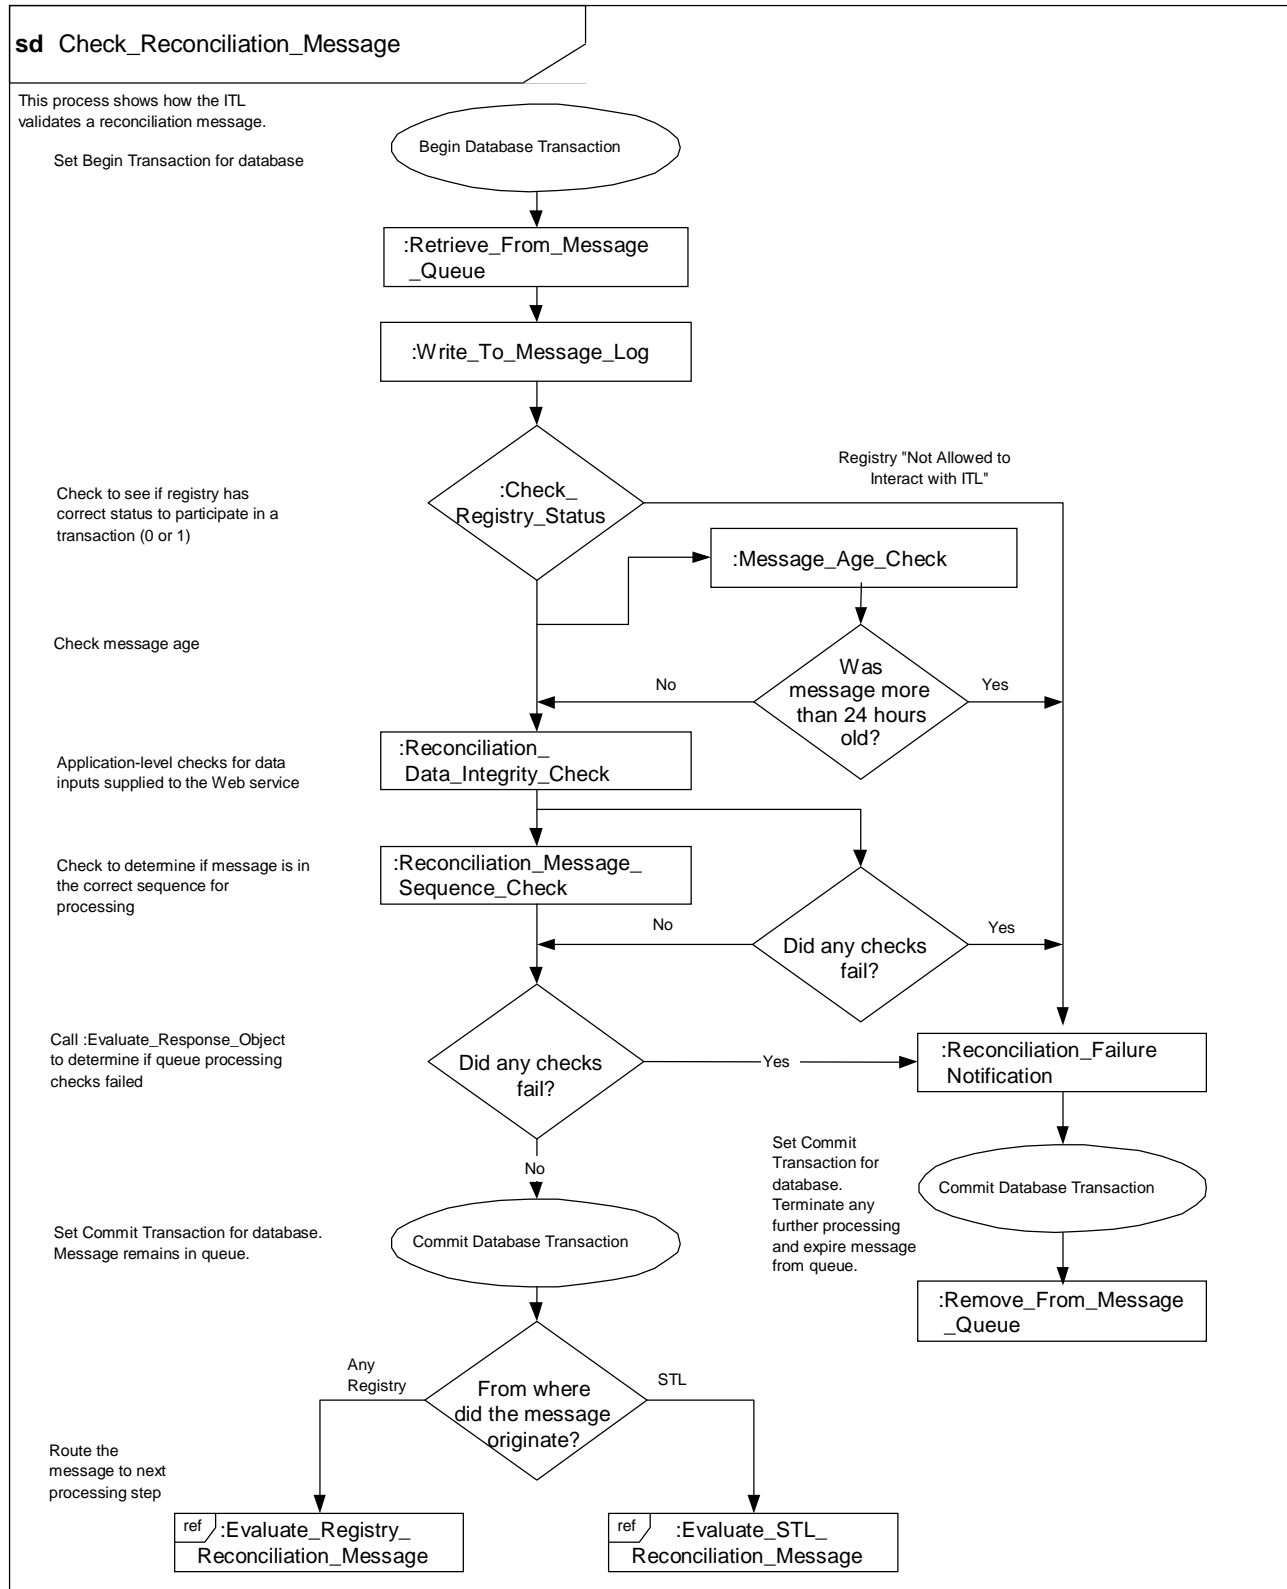 sd Check_Reconciliation_Message
This process shows how the ITL
validates a reconciliation message.
Set Begin Transaction for database
Begin Database Transaction
:Retrieve_From_Message
_Queue
:Write_To_Message_Log
Registry "Not Allowed to
Interact with ITL"
Check to see if registry has
correct status to participate in a
transaction (0 or 1)
:Check_
Registry_Status
:Message_Age_Check
Check message age
Was
message more
than 24 hours
old?
No
Yes
Application-level checks for data
inputs supplied to the Web service
:Reconciliation_
Data_Integrity_Check
Check to determine if message is in
the correct sequence for
processing
:Reconciliation_Message_
Sequence_Check
No
Did any checks
fail?
Yes
Call :Evaluate_Response_Object
to determine if queue processing
checks failed
Did any checks
fail?
Yes
:Reconciliation_Failure
Notification
No
Set Commit
Transaction for
database.
Terminate any
further processing
and expire message
from queue.
Commit Database Transaction
Set Commit Transaction for database.
Message remains in queue.
Commit Database Transaction
:Remove_From_Message
_Queue
Any
Registry
From where
did the message
originate?
STL
Route the
message to next
processing step
ref
:Evaluate_Registry_
Reconciliation_Message
ref
:Evaluate_STL_
Reconciliation_Message